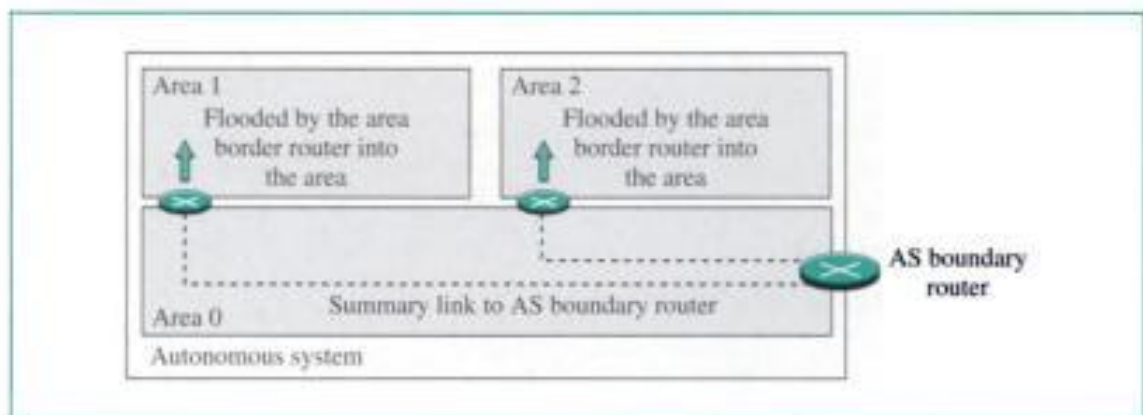 Area 1
Flooded by the area
border router into
the area
Area 2
Flooded by the area
border router into
the area
AS boundary
router
Summary link to AS boundary router
Area 0
Autonomous system